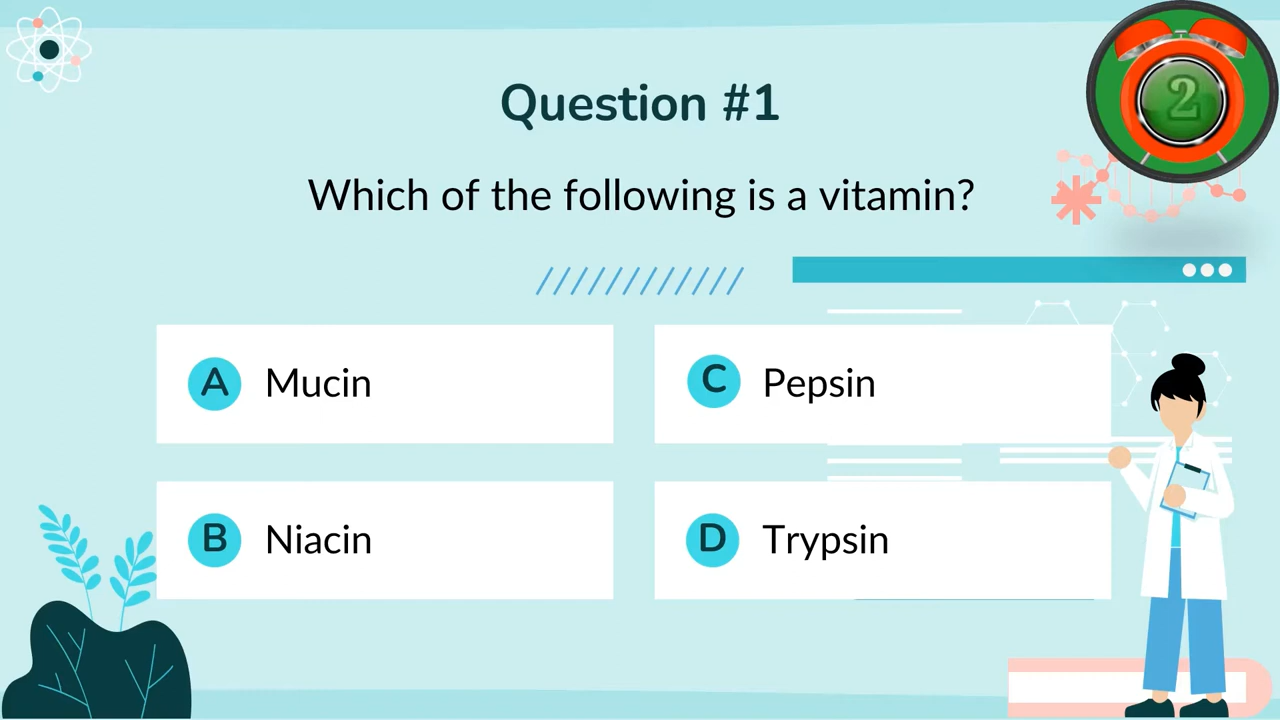 2
Question #1
Which of the following is a vitamin?
A Mucin
C Pepsin
B Niacin
D Trypsin